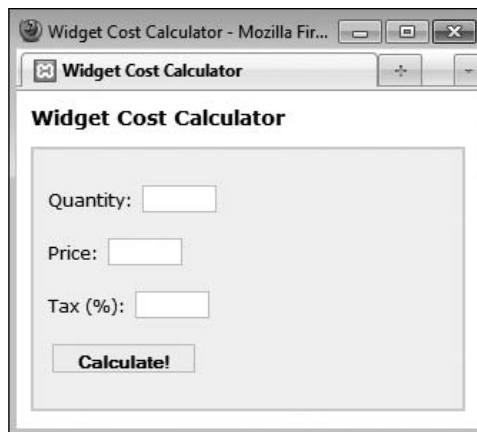 Widget Cost Calculator - Mozilla Fir...
Widget Cost Calculator
Widget Cost Calculator
Quantity:
Price:
Tax (%):
Calculate!